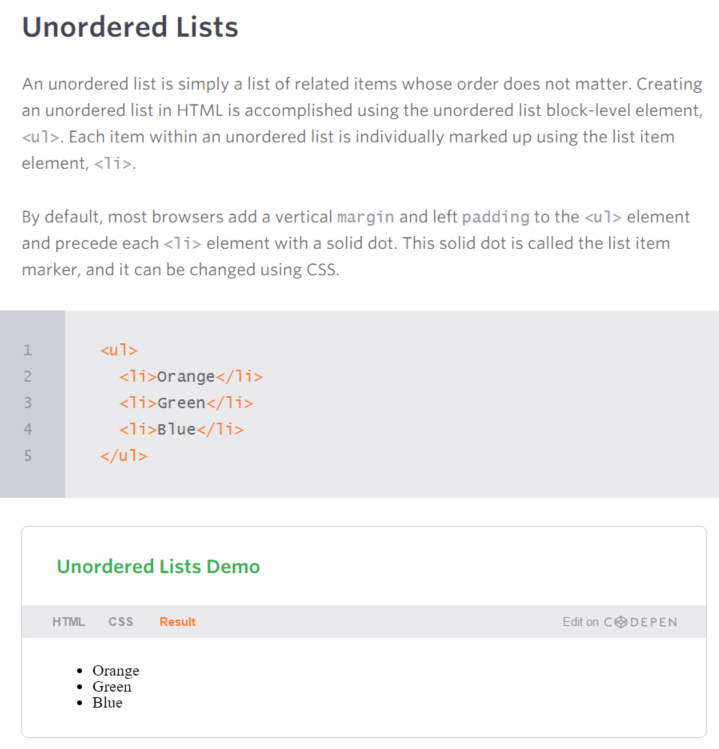 Unordered Lists
An unordered list is simply a list of related items whose order does not matter. Creating
an unordered list in HTML is accomplished using the unordered list block-level element,
<ul>. Each item within an unordered list is individually marked up using the list item
element, <li>.
By default, most browsers add a vertical margin and left padding to the <ul> element
and precede each <li> element with a solid dot. This solid dot is called the list item
marker, and it can be changed using CSS.
1 <ul>
2 <li>Orange</li>
3 <li>Green</li>
4 <li>Blue</li>
5 </ul>
Unordered Lists Demo
HTML CSS Result Edit on CODEPEN
• Orange
• Green
• Blue